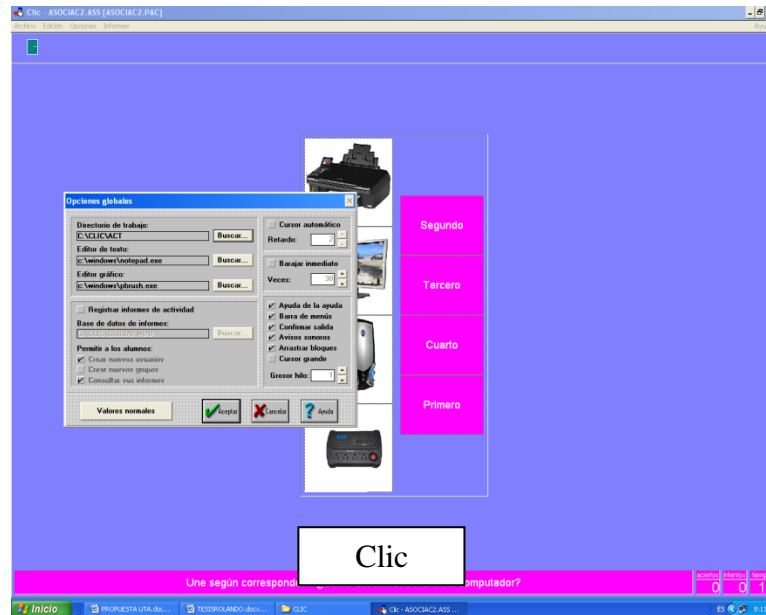 Clic - ASOCIAC2.ASS [ASOCIAC2.PAC]
Archivo Edición Opciones Informes
Opciones globales
Directorio de trabajo:
C:\CLIC\ACT Buscar...
Editor de texto:
c:\windows\notepad.exe Buscar...
Editor gráfico:
c:\windows\pbrush.exe Buscar...
Registrar informes de actividad
Base de datos de informes:
Buscar...
Permitir a los alumnos:
Crear nuevos usuarios
Crear nuevos grupos
Consultar sus informes
Cursor automático
Retardo: 2
Barajar inmediato
Veces: 30
Ayuda de la ayuda
Barra de menús
Confirmar salida
Avisos sonoros
Arrastrar bloques
Cursor grande
Grosor hilo: 1
Valores normales Aceptar Cancelar Ayuda
Segundo
Tercero
Cuarto
Primero
Clic
Une según correspond computador?
aciertos intentos
0 0 1
Inicio PROPUESTA UTA.doc... TESISROLANDO.docx... CLIC Clic - ASOCIAC2.ASS ... ES